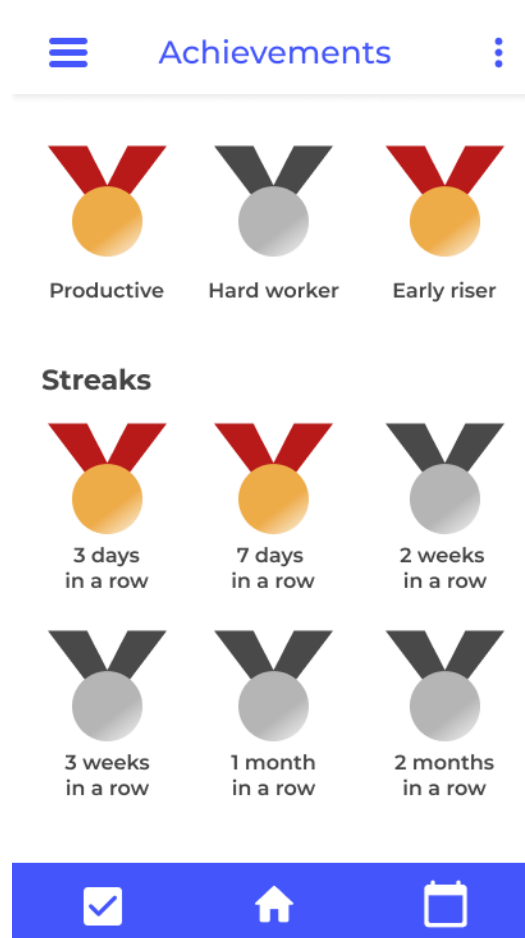 Achievements
Productive Hard worker Early riser
Streaks
3 days 7 days 2 weeks
in a row in a row in a row
3 weeks 1 month 2 months
in a row in a row in a row